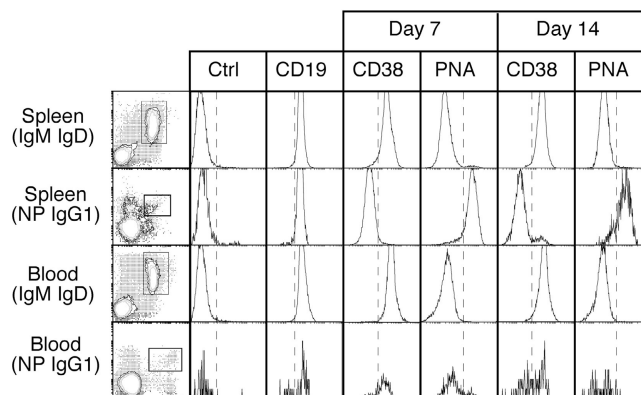 Day 7 Day 14
Ctrl CD19 CD38 PNA CD38 PNA
Spleen
(IgM IgD)
Spleen
(NP IgG1)
Blood
(IgM IgD)
Blood
(NP IgG1)